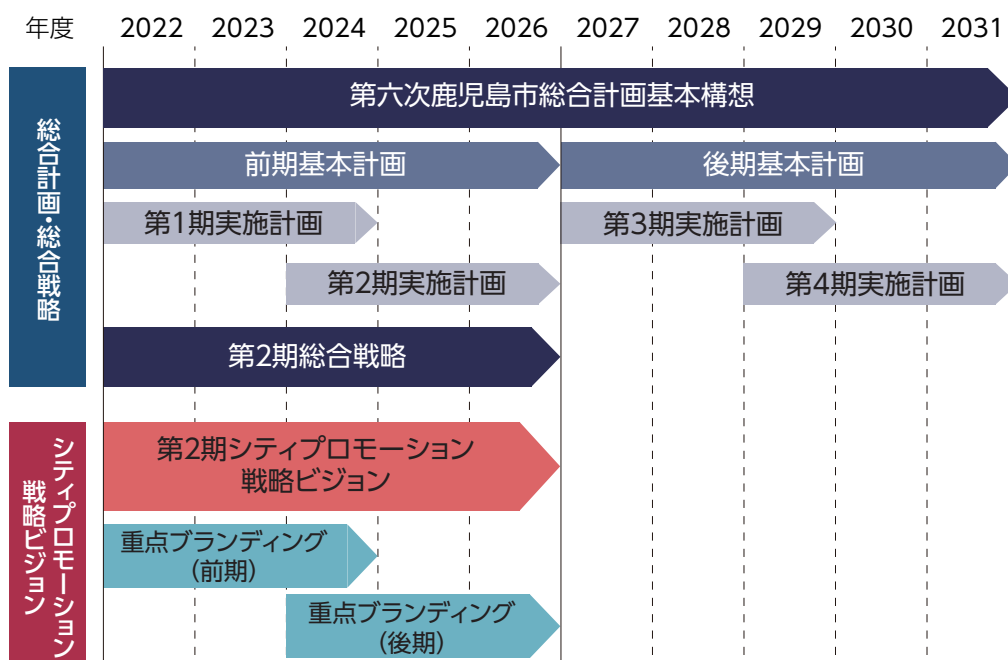 年度 2022 2023 2024 2025 2026 2027 2028 2029 2030 2031
総合計画・総合戦略
第六次鹿児島市総合計画基本構想
前期基本計画 後期基本計画
第1期実施計画 第3期実施計画
第2期実施計画 第4期実施計画
第2期総合戦略
シティプロモーション
戦略ビジョン
第2期シティプロモーション
戦略ビジョン
重点ブランディング
(前期)
重点ブランディング
(後期)